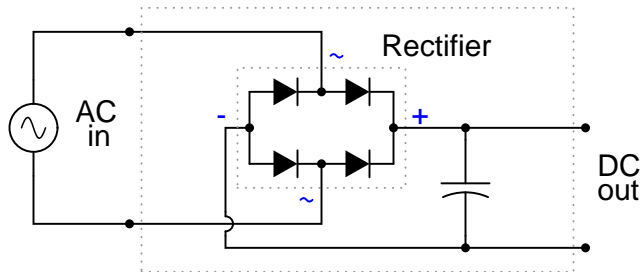 Rectifier
~
AC
in
-
+
~
DC
out